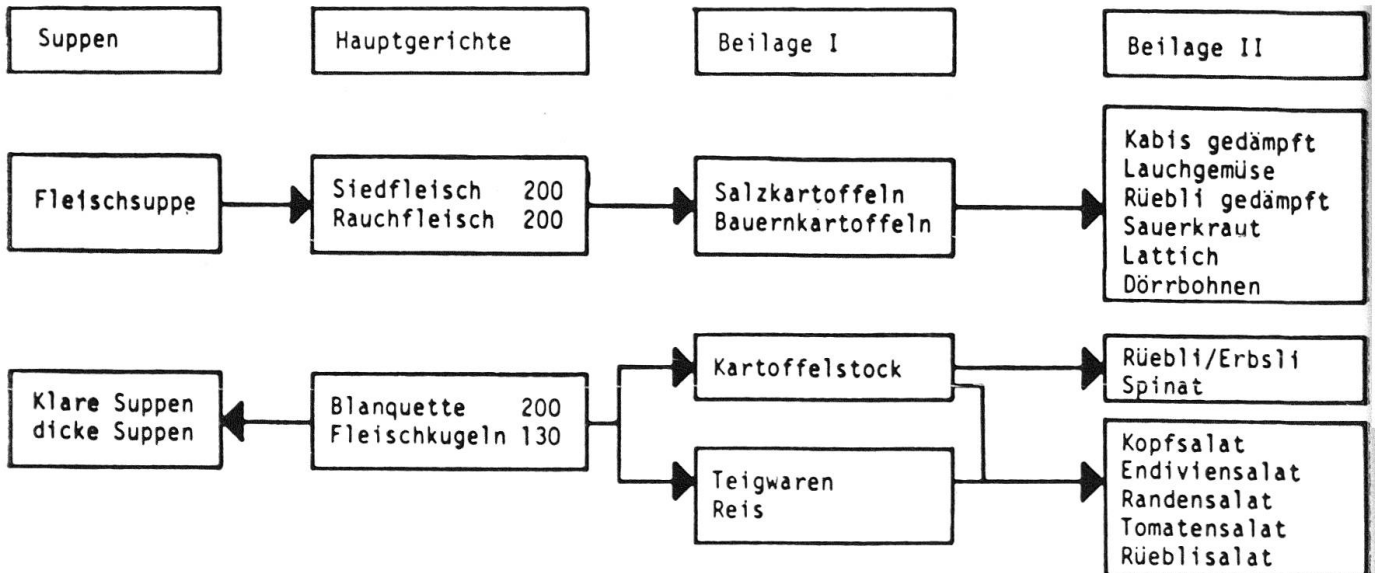 Suppen
Hauptgerichte
Beilage I
Beilage II
Fleischsuppe
Siedfleisch 200
Rauchfleisch 200
Salzkartoffeln
Bauernkartoffeln
Kabis gedämpft
Lauchgemüse
Rüebli gedämpft
Sauerkraut
Lattich
Dörrbohnen
Klare Suppen
dicke Suppen
Blanquette 200
Fleischkugeln 130
Kartoffelstock
Rüebli/Erbsli
Spinat
Teigwaren
Reis
Kopfsalat
Endiviensalat
Randensalat
Tomatensalat
Rüeblisalat